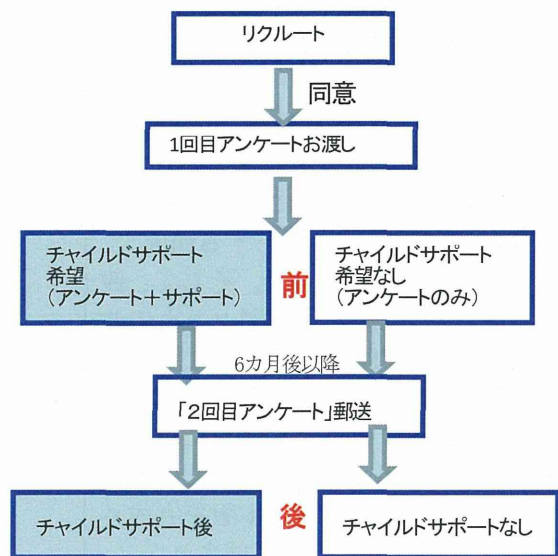 リクルート
同意
1回目アンケートお渡し
チャイルドサポート
希望
(アンケート＋サポート)
前
チャイルドサポート
希望なし
(アンケートのみ)
6カ月後以降
「2回目アンケート」郵送
チャイルドサポート後
後
チャイルドサポートなし